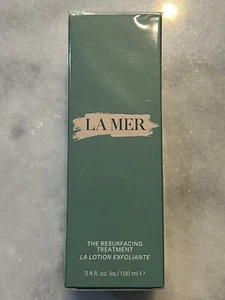 LA MER
THE RESURFACING
TREATMENT
LA LOTION EXFOLIANTE
3.4 fl. oz. liq./100 ml ℮